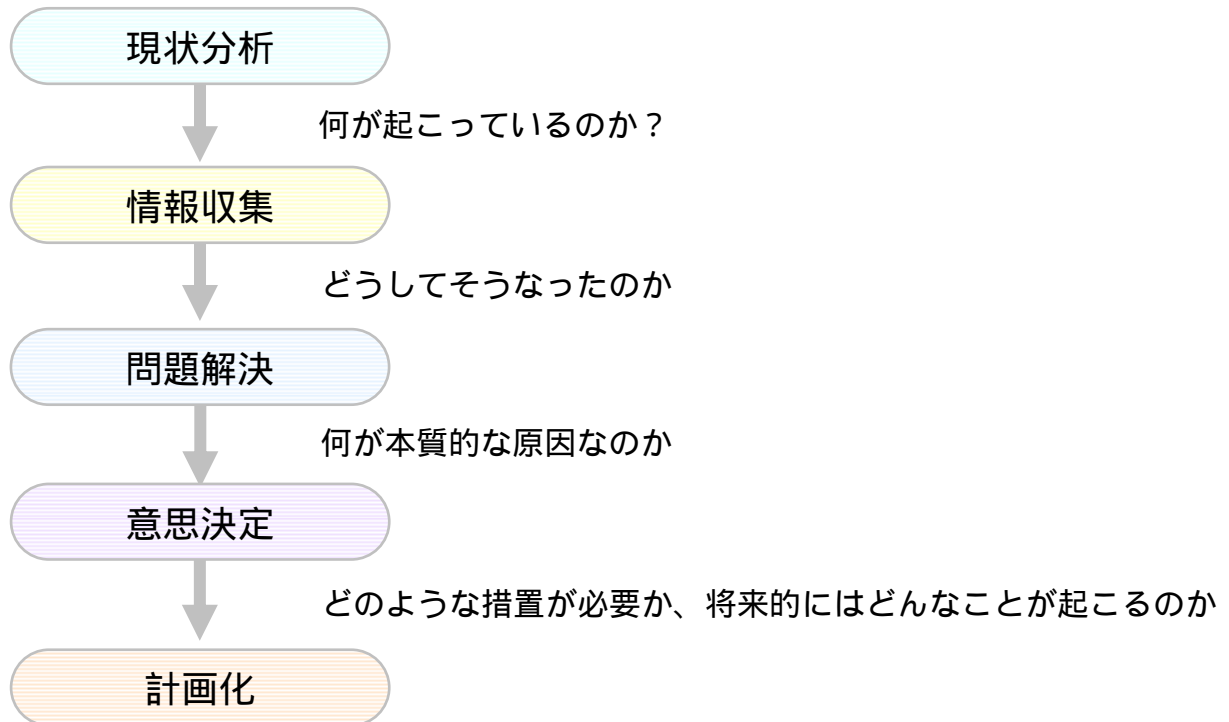 現状分析
何が起こっているのか？
情報収集
どうしてそうなったのか
問題解決
何が本質的な原因なのか
意思決定
どのような措置が必要か、将来的にはどんなことが起こるのか
計画化